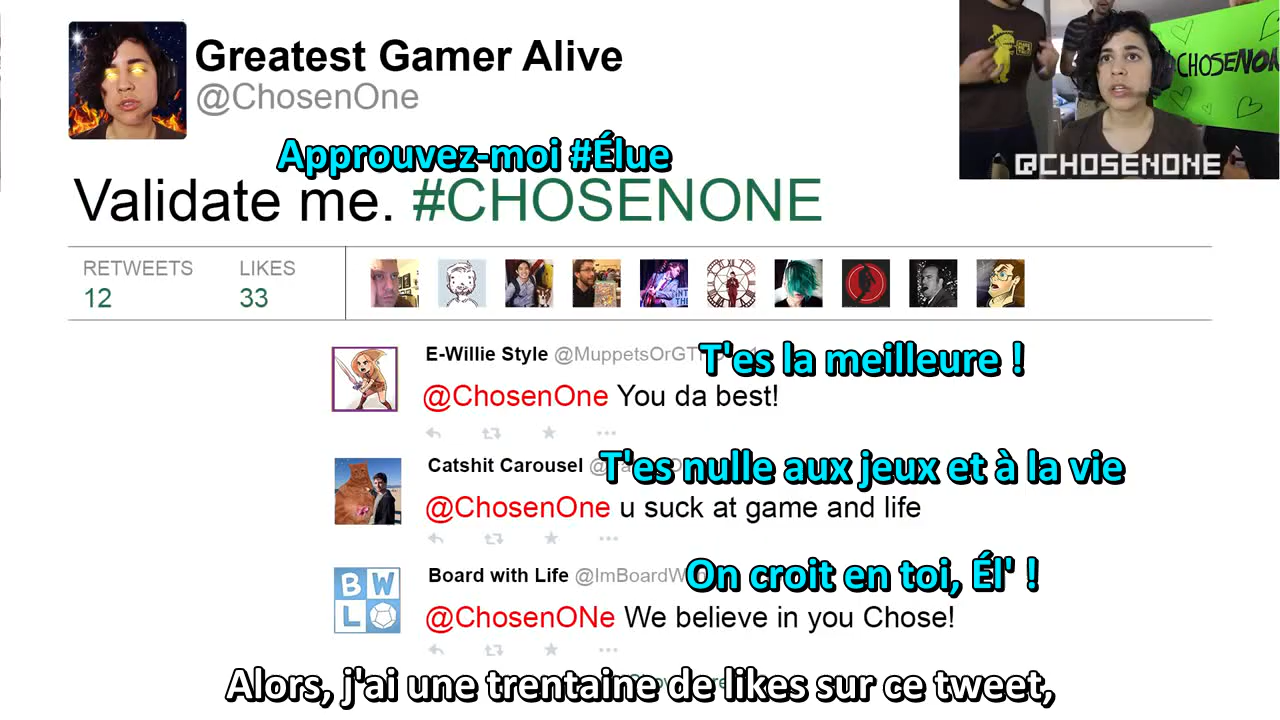 Greatest Gamer Alive
@ChosenOne
#CHOSENON
@CHOSENONE
Approuvez-moi #Élue
Validate me. #CHOSENONE
RETWEETS LIKES
12 33
E-Willie Style @MuppetsOrGT
T'es la meilleure !
@ChosenOne You da best!
Catshit Carousel
T'es nulle aux jeux et à la vie
@ChosenOne u suck at game and life
Board with Life @ImBoardW
On croit en toi, Él' !
@ChosenONe We believe in you Chose!
BW
LO
Alors, j'ai une trentaine de likes sur ce tweet,